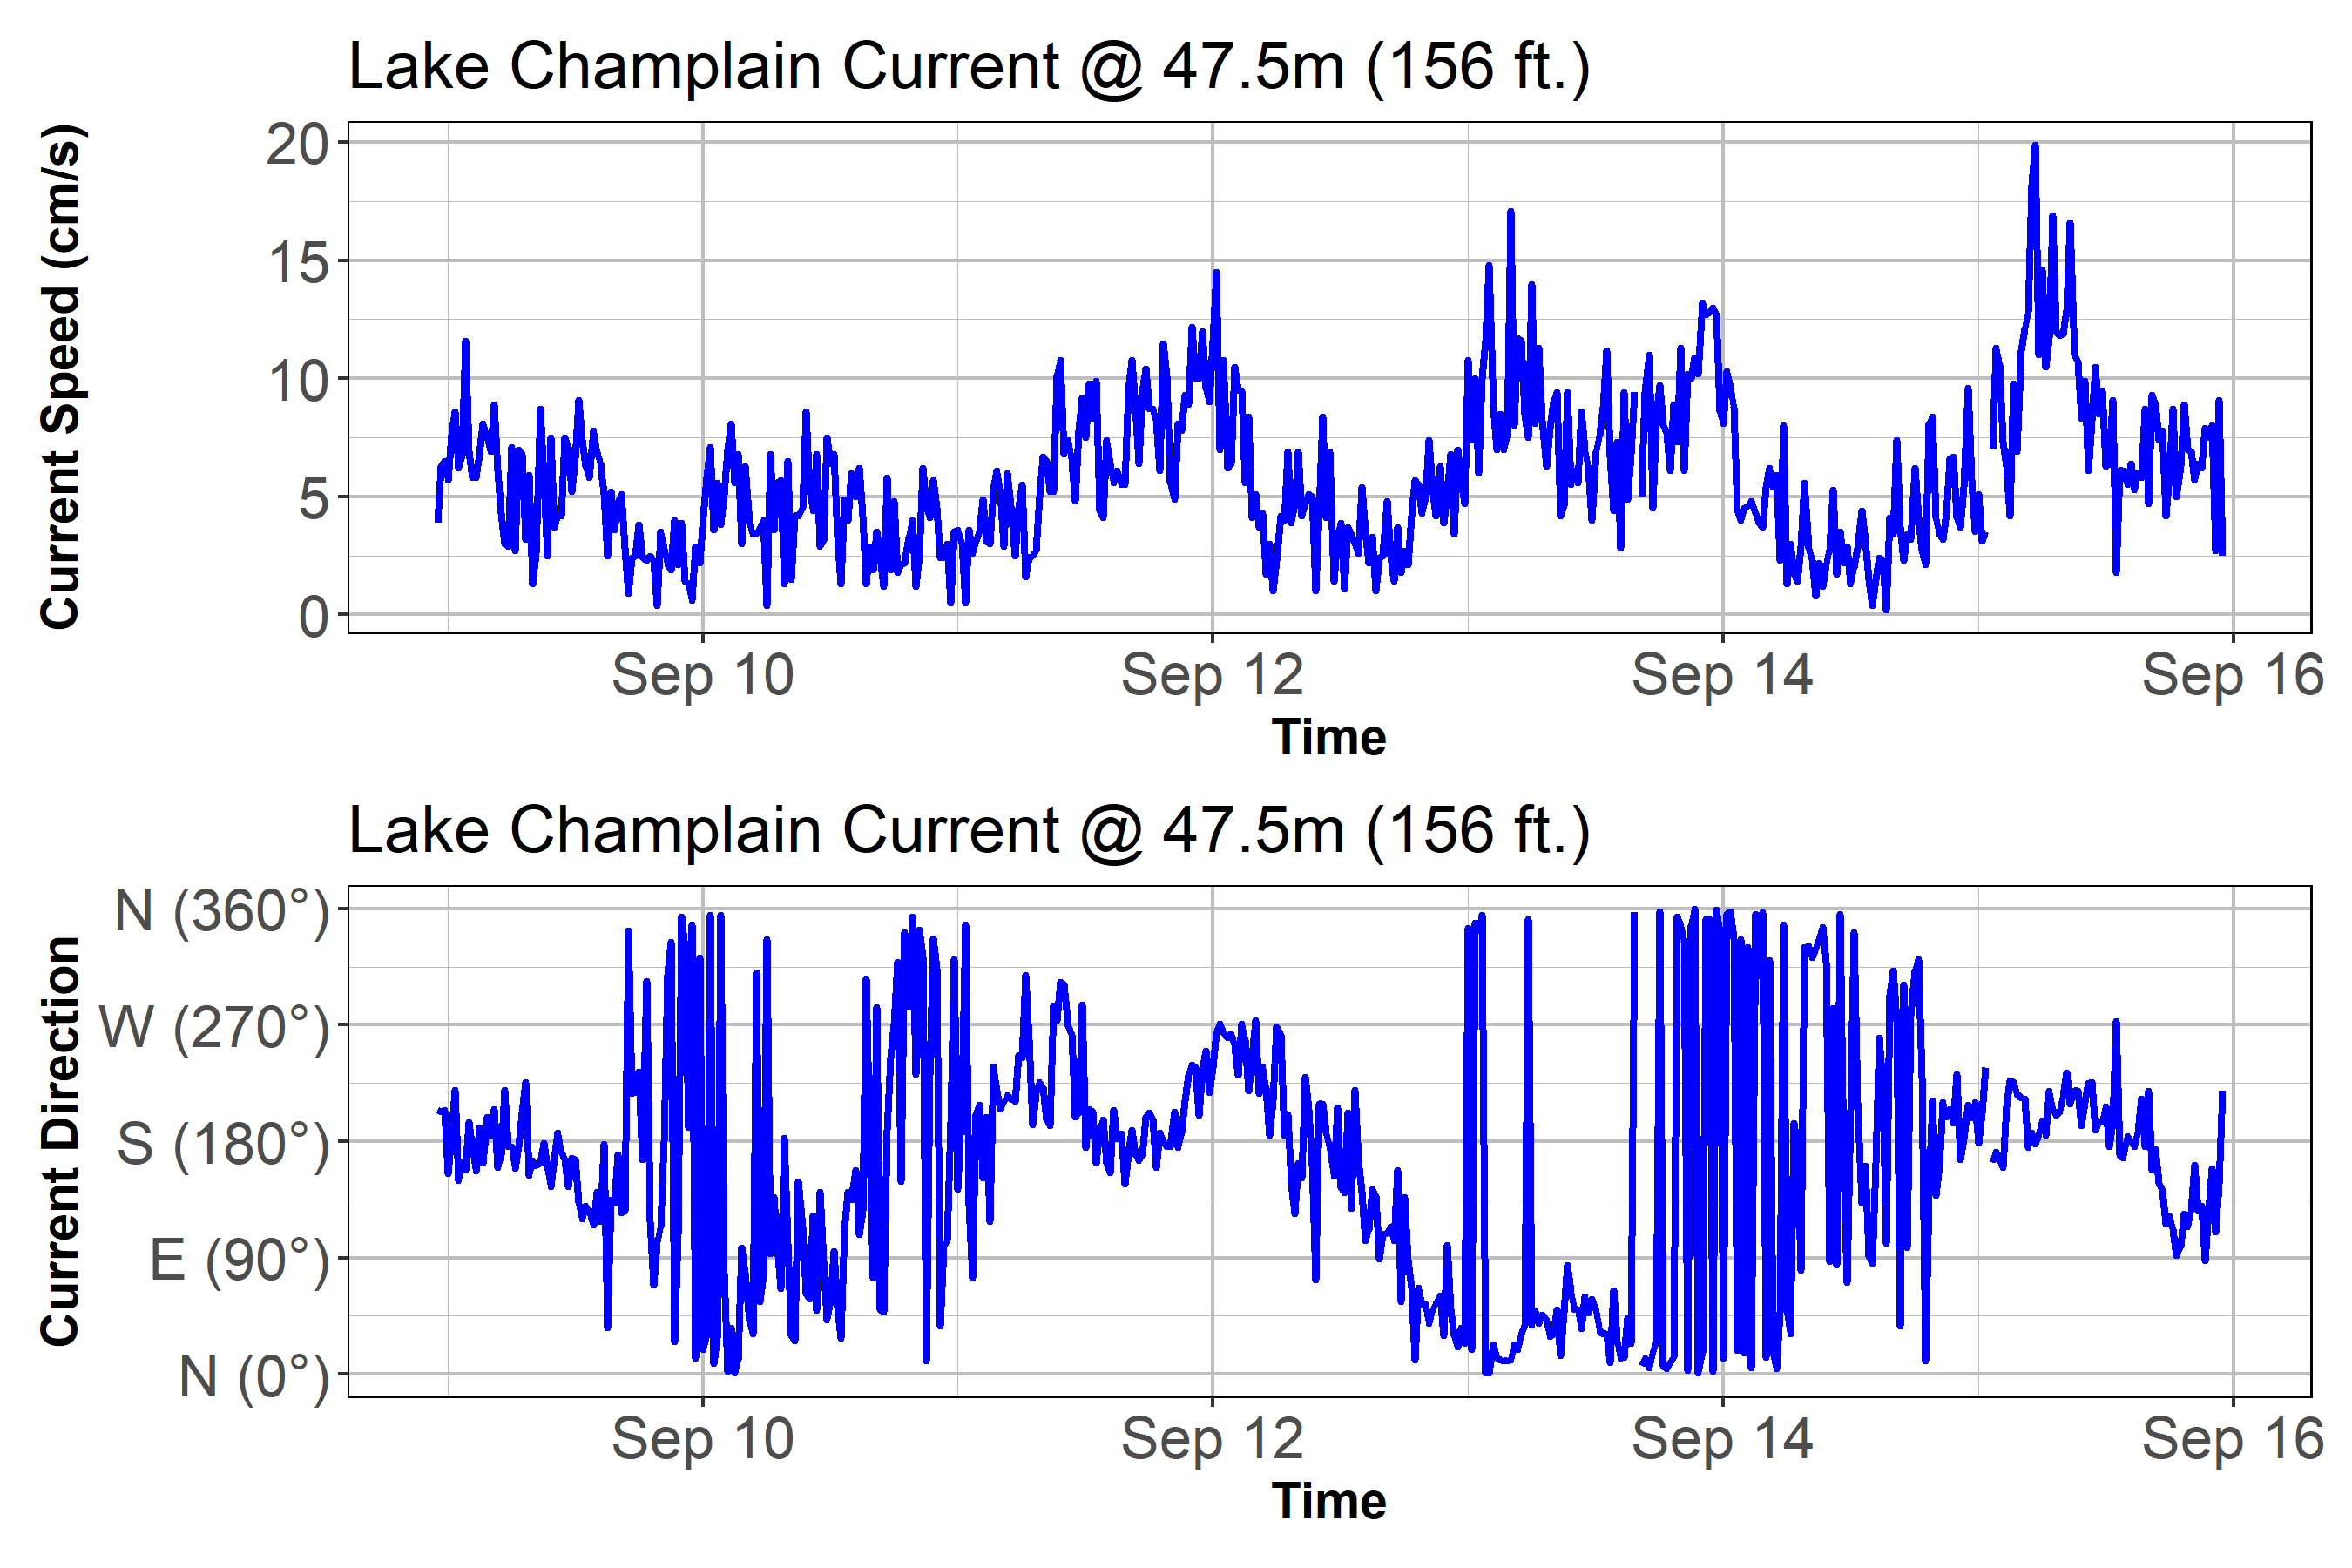 Lake Champlain Current @ 47.5m (156 ft.)
Current Speed (cm/s)
20
15
10
5
0
Sep 10 Sep 12 Sep 14 Sep 16
Time
Lake Champlain Current @ 47.5m (156 ft.)
Current Direction
N (360°)
W (270°)
S (180°)
E (90°)
N (0°)
Sep 10 Sep 12 Sep 14 Sep 16
Time